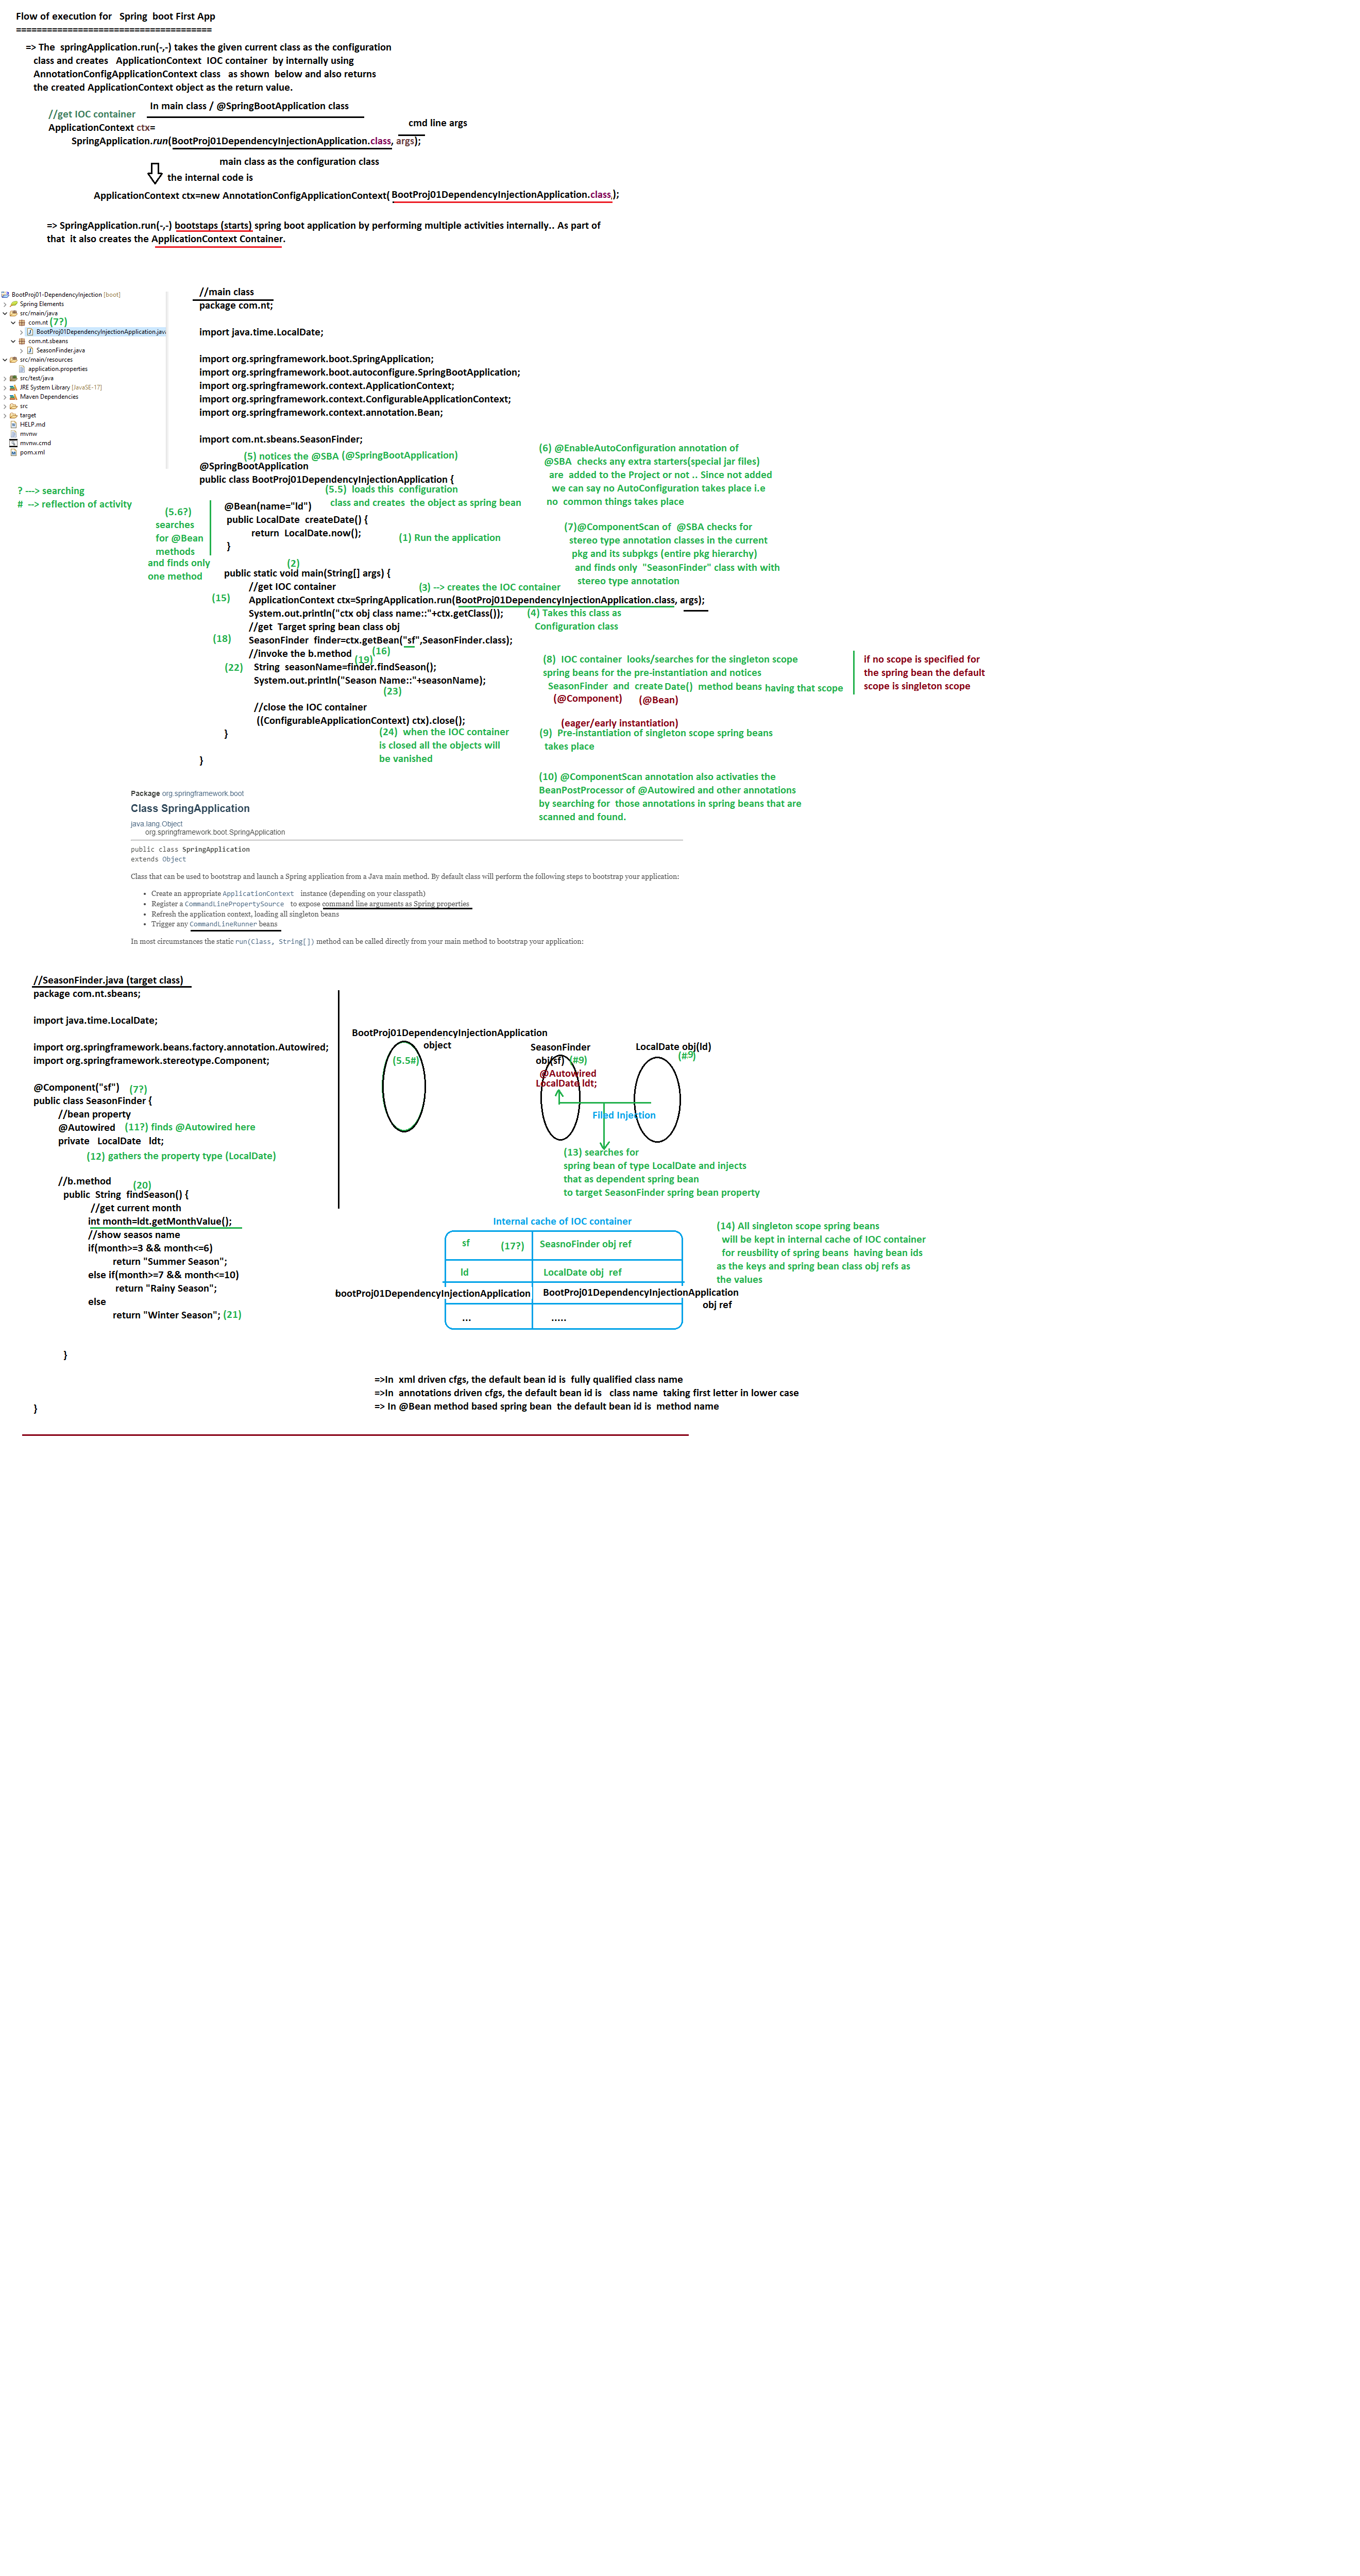 Flow of execution for   Spring  boot First App
======================================
=> The  springApplication.run(-,-) takes the given current class as the configuration
class and creates   ApplicationContext  IOC container  by internally using
AnnotationConfigApplicationContext class   as shown  below and also returns
the created ApplicationContext object as the return value.
In main class / @SpringBootApplication class
//get IOC container
cmd line args
ApplicationContext ctx=
SpringApplication.run(BootProj01DependencyInjectionApplication.class, args);
main class as the configuration class
the internal code is
ApplicationContext ctx=new AnnotationConfigApplicationContext( BootProj01DependencyInjectionApplication.class,);
=> SpringApplication.run(-,-) bootstaps (starts) spring boot application by performing multiple activities internally.. As part of
that  it also creates the ApplicationContext Container.
BootProj01-DependencyInjection [boot]
Spring Elements
src/main/java
com.nt (7?)
BootProj01DependencyInjectionApplication.java
com.nt.sbeans
SeasonFinder.java
src/main/resources
application.properties
src/test/java
JRE System Library [JavaSE-17]
Maven Dependencies
src
target
HELP.md
mvnw
mvnw.cmd
pom.xml
? ---> searching
#  --> reflection of activity
//main class
package com.nt;
import java.time.LocalDate;
import org.springframework.boot.SpringApplication;
import org.springframework.boot.autoconfigure.SpringBootApplication;
import org.springframework.context.ApplicationContext;
import org.springframework.context.ConfigurableApplicationContext;
import org.springframework.context.annotation.Bean;
import com.nt.sbeans.SeasonFinder;
(5) notices the @SBA (@SpringBootApplication)
@SpringBootApplication
public class BootProj01DependencyInjectionApplication {
(5.5)  loads this  configuration
class and creates  the object as spring bean
(5.6?)
searches
for @Bean
methods
and finds only
one method
@Bean(name="ld")
public LocalDate  createDate() {
return  LocalDate.now();
}
(1) Run the application
(2)
public static void main(String[] args) {
//get IOC container
(3) --> creates the IOC container
(15)
ApplicationContext ctx=SpringApplication.run(BootProj01DependencyInjectionApplication.class, args);
System.out.println("ctx obj class name::"+ctx.getClass());
(4) Takes this class as
Configuration class
//get  Target spring bean class obj
(18)
SeasonFinder  finder=ctx.getBean("sf",SeasonFinder.class);
(16)
//invoke the b.method
(19)
(22)
String  seasonName=finder.findSeason();
System.out.println("Season Name::"+seasonName);
(23)
//close the IOC container
((ConfigurableApplicationContext) ctx).close();
}
(24)  when the IOC container
is closed all the objects will
be vanished
}
(6) @EnableAutoConfiguration annotation of
@SBA  checks any extra starters(special jar files)
are  added to the Project or not .. Since not added
we can say no AutoConfiguration takes place i.e
no  common things takes place
(7)@ComponentScan of  @SBA checks for
stereo type annotation classes in the current
pkg and its subpkgs (entire pkg hierarchy)
and finds only  "SeasonFinder" class with with
stereo type annotation
(8)  IOC container  looks/searches for the singleton scope
spring beans for the pre-instantiation and notices
SeasonFinder  and  create Date()  method beans having that scope
(@Component)
(@Bean)
if no scope is specified for
the spring bean the default
scope is singleton scope
(eager/early instantiation)
(9)  Pre-instantiation of singleton scope spring beans
takes place
(10) @ComponentScan annotation also activaties the
BeanPostProcessor of @Autowired and other annotations
by searching for  those annotations in spring beans that are
scanned and found.
Package org.springframework.boot
Class SpringApplication
java.lang.Object
org.springframework.boot.SpringApplication
public class SpringApplication
extends Object
Class that can be used to bootstrap and launch a Spring application from a Java main method. By default class will perform the following steps to bootstrap your application:
• Create an appropriate ApplicationContext instance (depending on your classpath)
• Register a CommandLinePropertySource to expose command line arguments as Spring properties
• Refresh the application context, loading all singleton beans
• Trigger any CommandLineRunner beans
In most circumstances the static run(Class, String[]) method can be called directly from your main method to bootstrap your application:
//SeasonFinder.java (target class)
package com.nt.sbeans;
import java.time.LocalDate;
import org.springframework.beans.factory.annotation.Autowired;
import org.springframework.stereotype.Component;
@Component("sf")
(7?)
public class SeasonFinder {
//bean property
@Autowired
(11?) finds @Autowired here
private   LocalDate   ldt;
(12) gathers the property type (LocalDate)
//b.method
(20)
public  String  findSeason() {
//get current month
int month=ldt.getMonthValue();
//show seasos name
if(month>=3 && month<=6)
return "Summer Season";
else if(month>=7 && month<=10)
return "Rainy Season";
else
return "Winter Season"; (21)
}
}
BootProj01DependencyInjectionApplication
object
(5.5#)
SeasonFinder
obj(sf)
(#9)
@Autowired
LocalDate ldt;
LocalDate obj(ld)
(#9)
Filed Injection
(13) searches for
spring bean of type LocalDate and injects
that as dependent spring bean
to target SeasonFinder spring bean property
Internal cache of IOC container
sf
(17?)
SeasnoFinder obj ref
ld
LocalDate obj  ref
bootProj01DependencyInjectionApplication
BootProj01DependencyInjectionApplication
obj ref
...
.....
(14) All singleton scope spring beans
will be kept in internal cache of IOC container
for reusbility of spring beans  having bean ids
as the keys and spring bean class obj refs as
the values
=>In  xml driven cfgs, the default bean id is  fully qualified class name
=>In  annotations driven cfgs, the default bean id is   class name  taking first letter in lower case
=> In @Bean method based spring bean  the default bean id is  method name